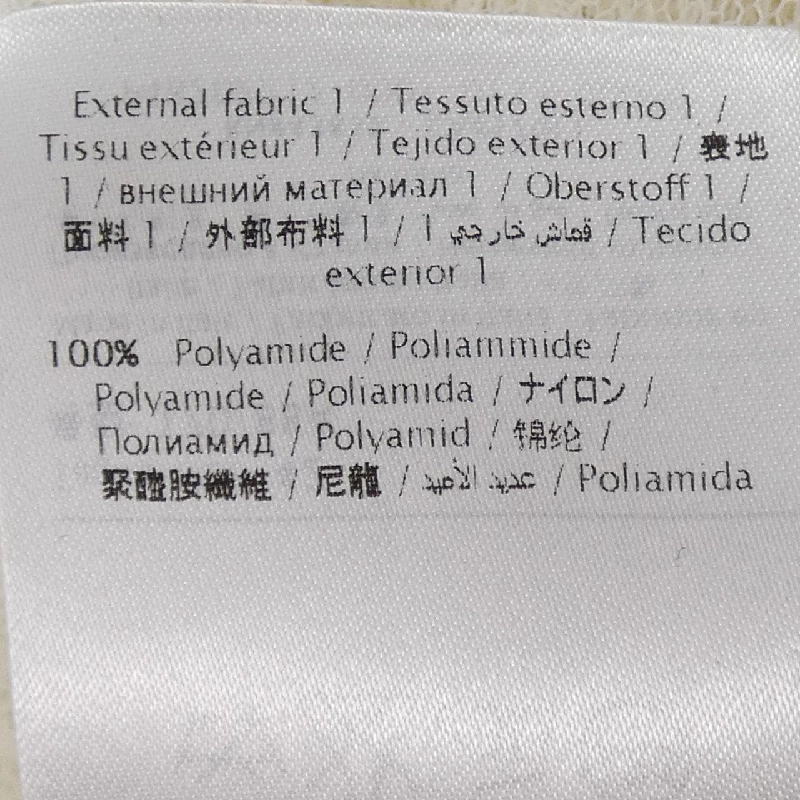 External fabric 1 / Tessuto esterno 1 /
Tissu extérieur 1 / Tejido exterior 1 / 表地
1 / внешний материал 1 / Oberstoff 1 /
面料 1 / 外部布料 1 / قماش خارجي 1 / Tecido
exterior 1
100% Polyamide / Poliammide /
Polyamide / Poliamida / ナイロン /
Полиамид / Polyamid / 锦纶 /
聚醯胺纖維 / 尼龍 / عديد الأميد / Poliamida